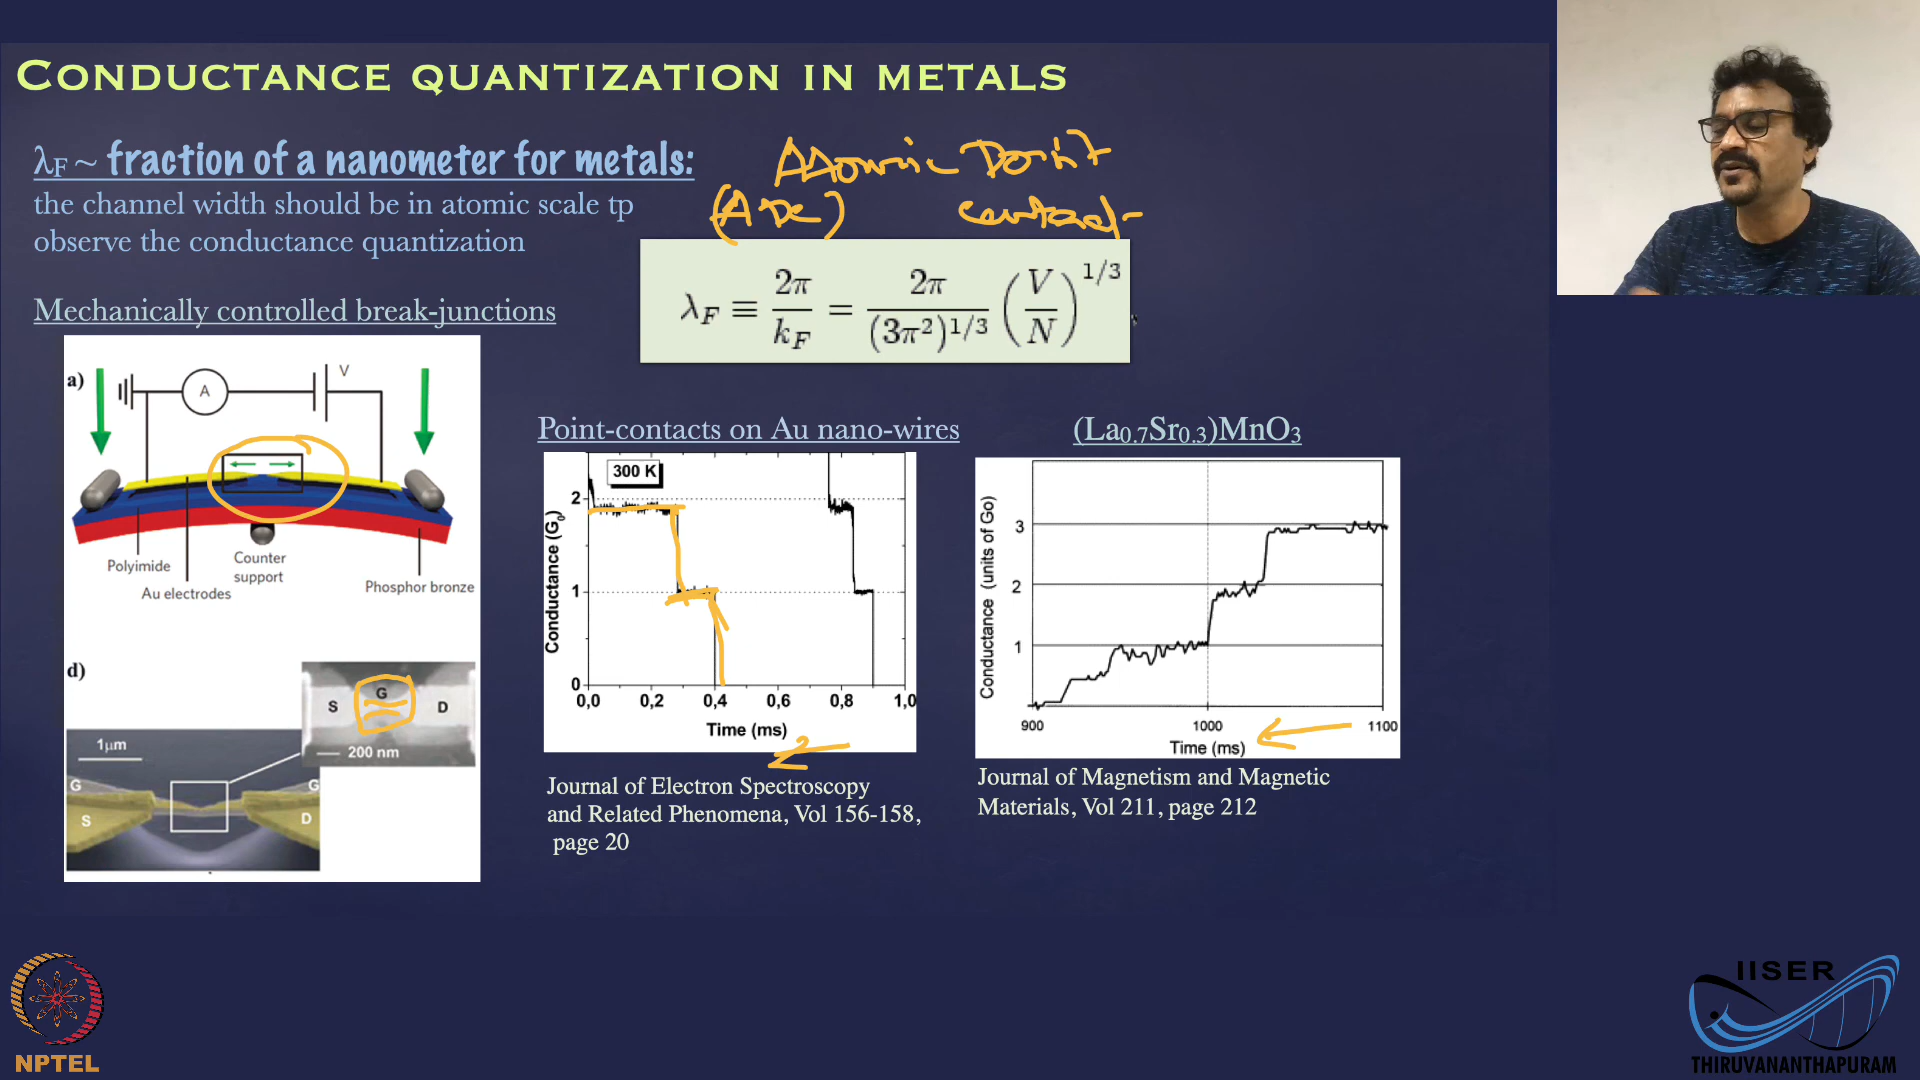 CONDUCTANCE QUANTIZATION IN METALS
λF ~ fraction of a nanometer for metals:
the channel width should be in atomic scale tp
observe the conductance quantization
Atomic Point
(APC) contact
λF ≡ 2π/kF = 2π/(3π²)^1/3 (V/N)^1/3
Mechanically controlled break-junctions
a)
A
V
Polyimide
Au electrodes
Counter
support
Phosphor bronze
d)
S
G
D
200 nm
1μm
G
G
S
D
Point-contacts on Au nano-wires
300 K
Conductance (G0)
2
1
0
0,0 0,2 0,4 0,6 0,8 1,0
Time (ms)
Journal of Electron Spectroscopy
and Related Phenomena, Vol 156-158,
page 20
(La0.7Sr0.3)MnO3
Conductance (units of Go)
3
2
1
900 1000 1100
Time (ms)
Journal of Magnetism and Magnetic
Materials, Vol 211, page 212
NPTEL
IISER
THIRUVANANTHAPURAM